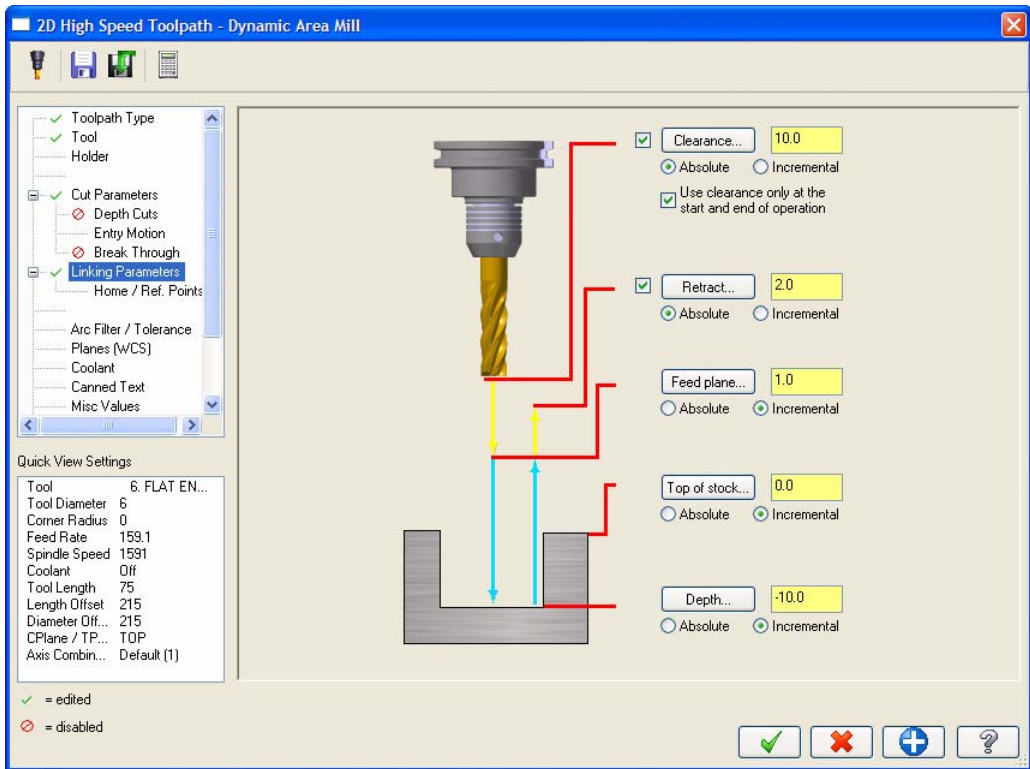 2D High Speed Toolpath - Dynamic Area Mill
Toolpath Type
Tool
Holder
Cut Parameters
Depth Cuts
Entry Motion
Break Through
Linking Parameters
Home / Ref. Points
Arc Filter / Tolerance
Planes (WCS)
Coolant
Canned Text
Misc Values
Quick View Settings
Tool 6. FLAT EN...
Tool Diameter 6
Corner Radius 0
Feed Rate 159.1
Spindle Speed 1591
Coolant Off
Tool Length 75
Length Offset 215
Diameter Off... 215
CPlane / TP... TOP
Axis Combin... Default (1)
= edited
= disabled
Clearance... 10.0
Absolute Incremental
Use clearance only at the
start and end of operation
Retract... 2.0
Absolute Incremental
Feed plane... 1.0
Absolute Incremental
Top of stock... 0.0
Absolute Incremental
Depth... -10.0
Absolute Incremental